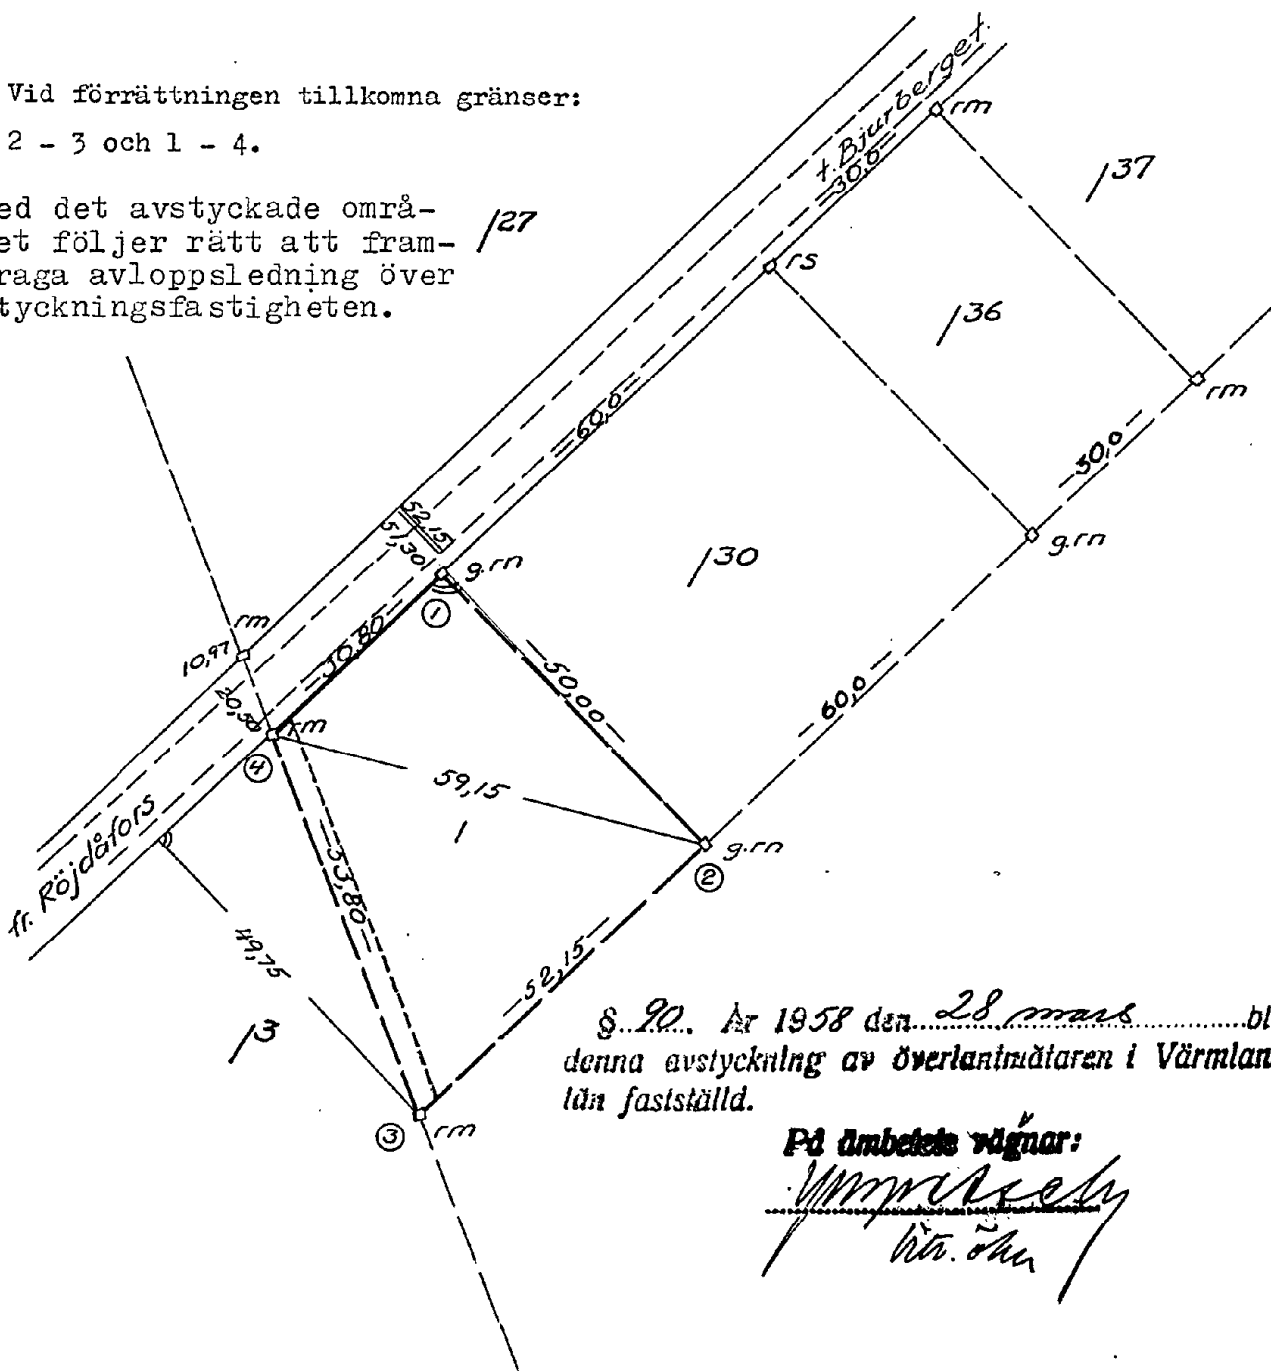 Vid förrättningen tillkomna gränser:
2 - 3 och 1 - 4.
ed det avstyckade områ-
et följer rätt att fram-
raga avloppsledning över
tyckningsfastigheten.
/27
t. Bjurberget.
30,0
rm
/37
rs
/36
rm
60,0
30,0
52,15
51,30
g.rn
g.rn
/30
1
rm
10,97
30,80
50,00
60,0
20,50
rm
4
59,15
1
g.rn
2
fr. Röjdåfors
53,80
49,75
52,15
/3
3
rm
§ 90. År 1958 den 28 mars bl
denna avstyckning av överlantmätaren i Värmlan
län fastställd.
På ämbetets vägnar: